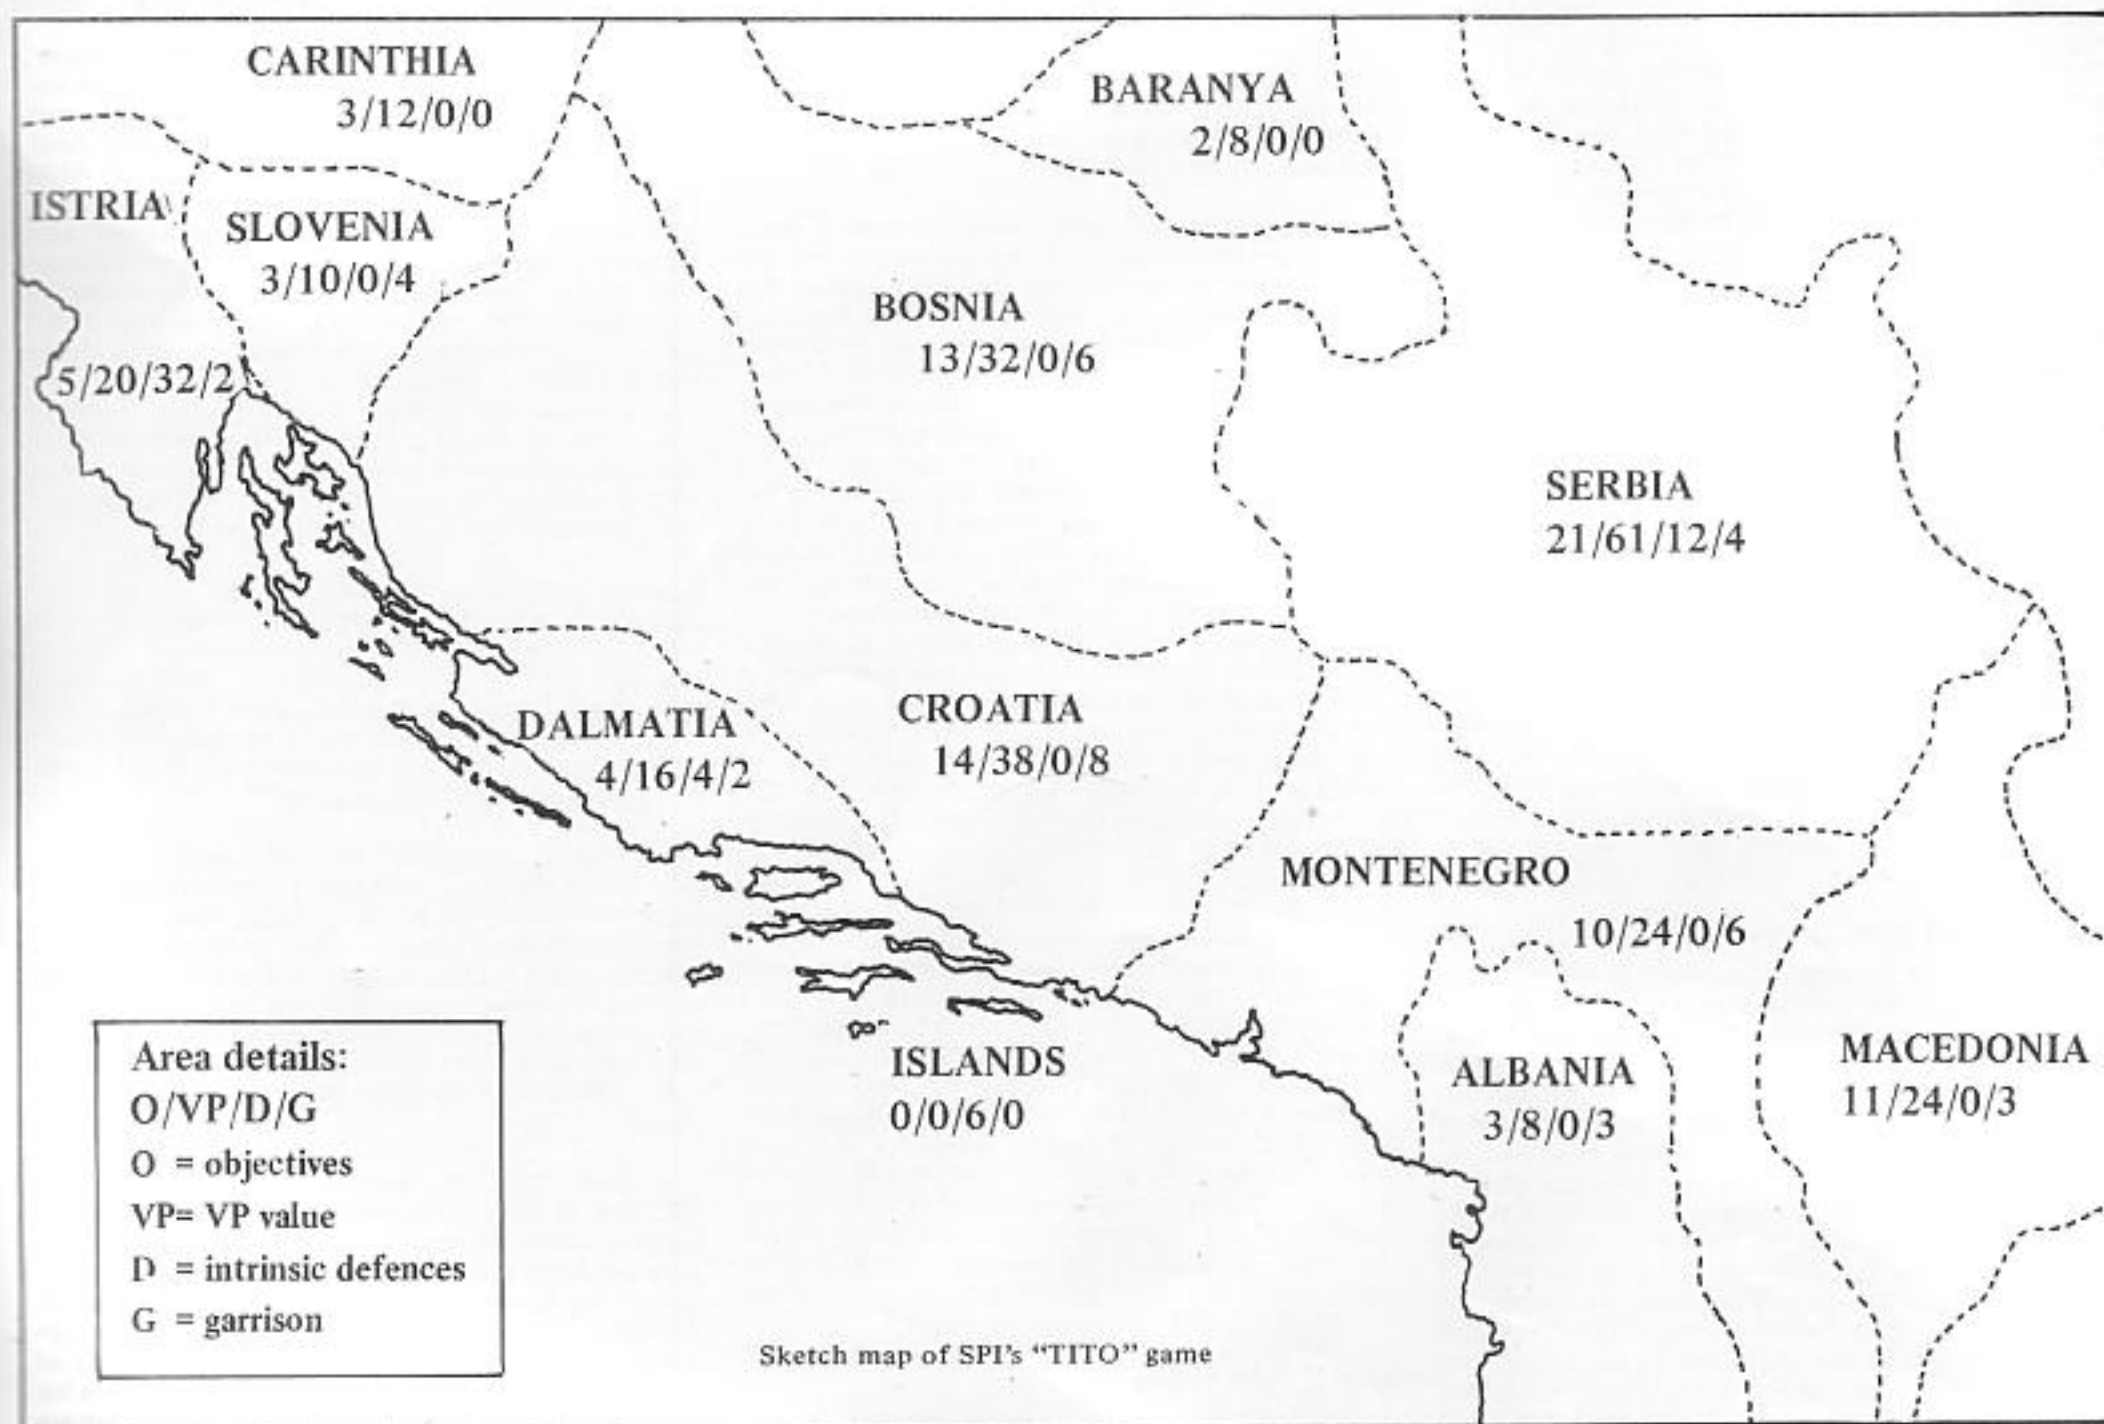 CARINTHIA
3/12/0/0
BARANYA
2/8/0/0
ISTRIA
5/20/32/2
SLOVENIA
3/10/0/4
BOSNIA
13/32/0/6
SERBIA
21/61/12/4
DALMATIA
4/16/4/2
CROATIA
14/38/0/8
MONTENEGRO
10/24/0/6
ISLANDS
0/0/6/0
ALBANIA
3/8/0/3
MACEDONIA
11/24/0/3
Area details:
O/VP/D/G
O = objectives
VP= VP value
D = intrinsic defences
G = garrison
Sketch map of SPI's “TITO” game